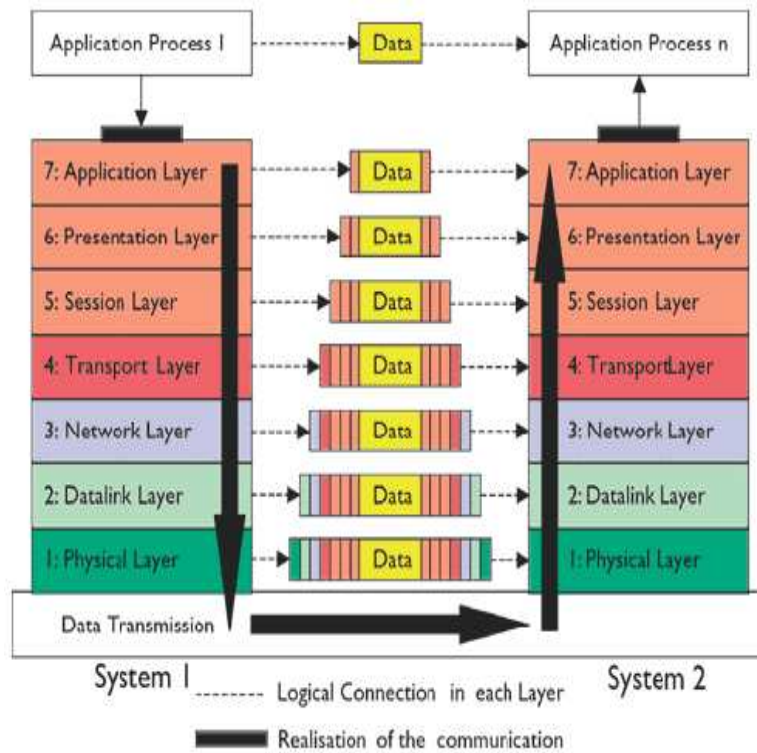 Application Process 1 Data Application Process n
7: Application Layer Data 7: Application Layer
6: Presentation Layer Data 6: Presentation Layer
5: Session Layer Data 5: Session Layer
4: Transport Layer Data 4: TransportLayer
3: Network Layer Data 3: Network Layer
2: Datalink Layer Data 2: Datalink Layer
1: Physical Layer Data 1: Physical Layer
Data Transmission
System 1 System 2
Logical Connection in each Layer
Realisation of the communication